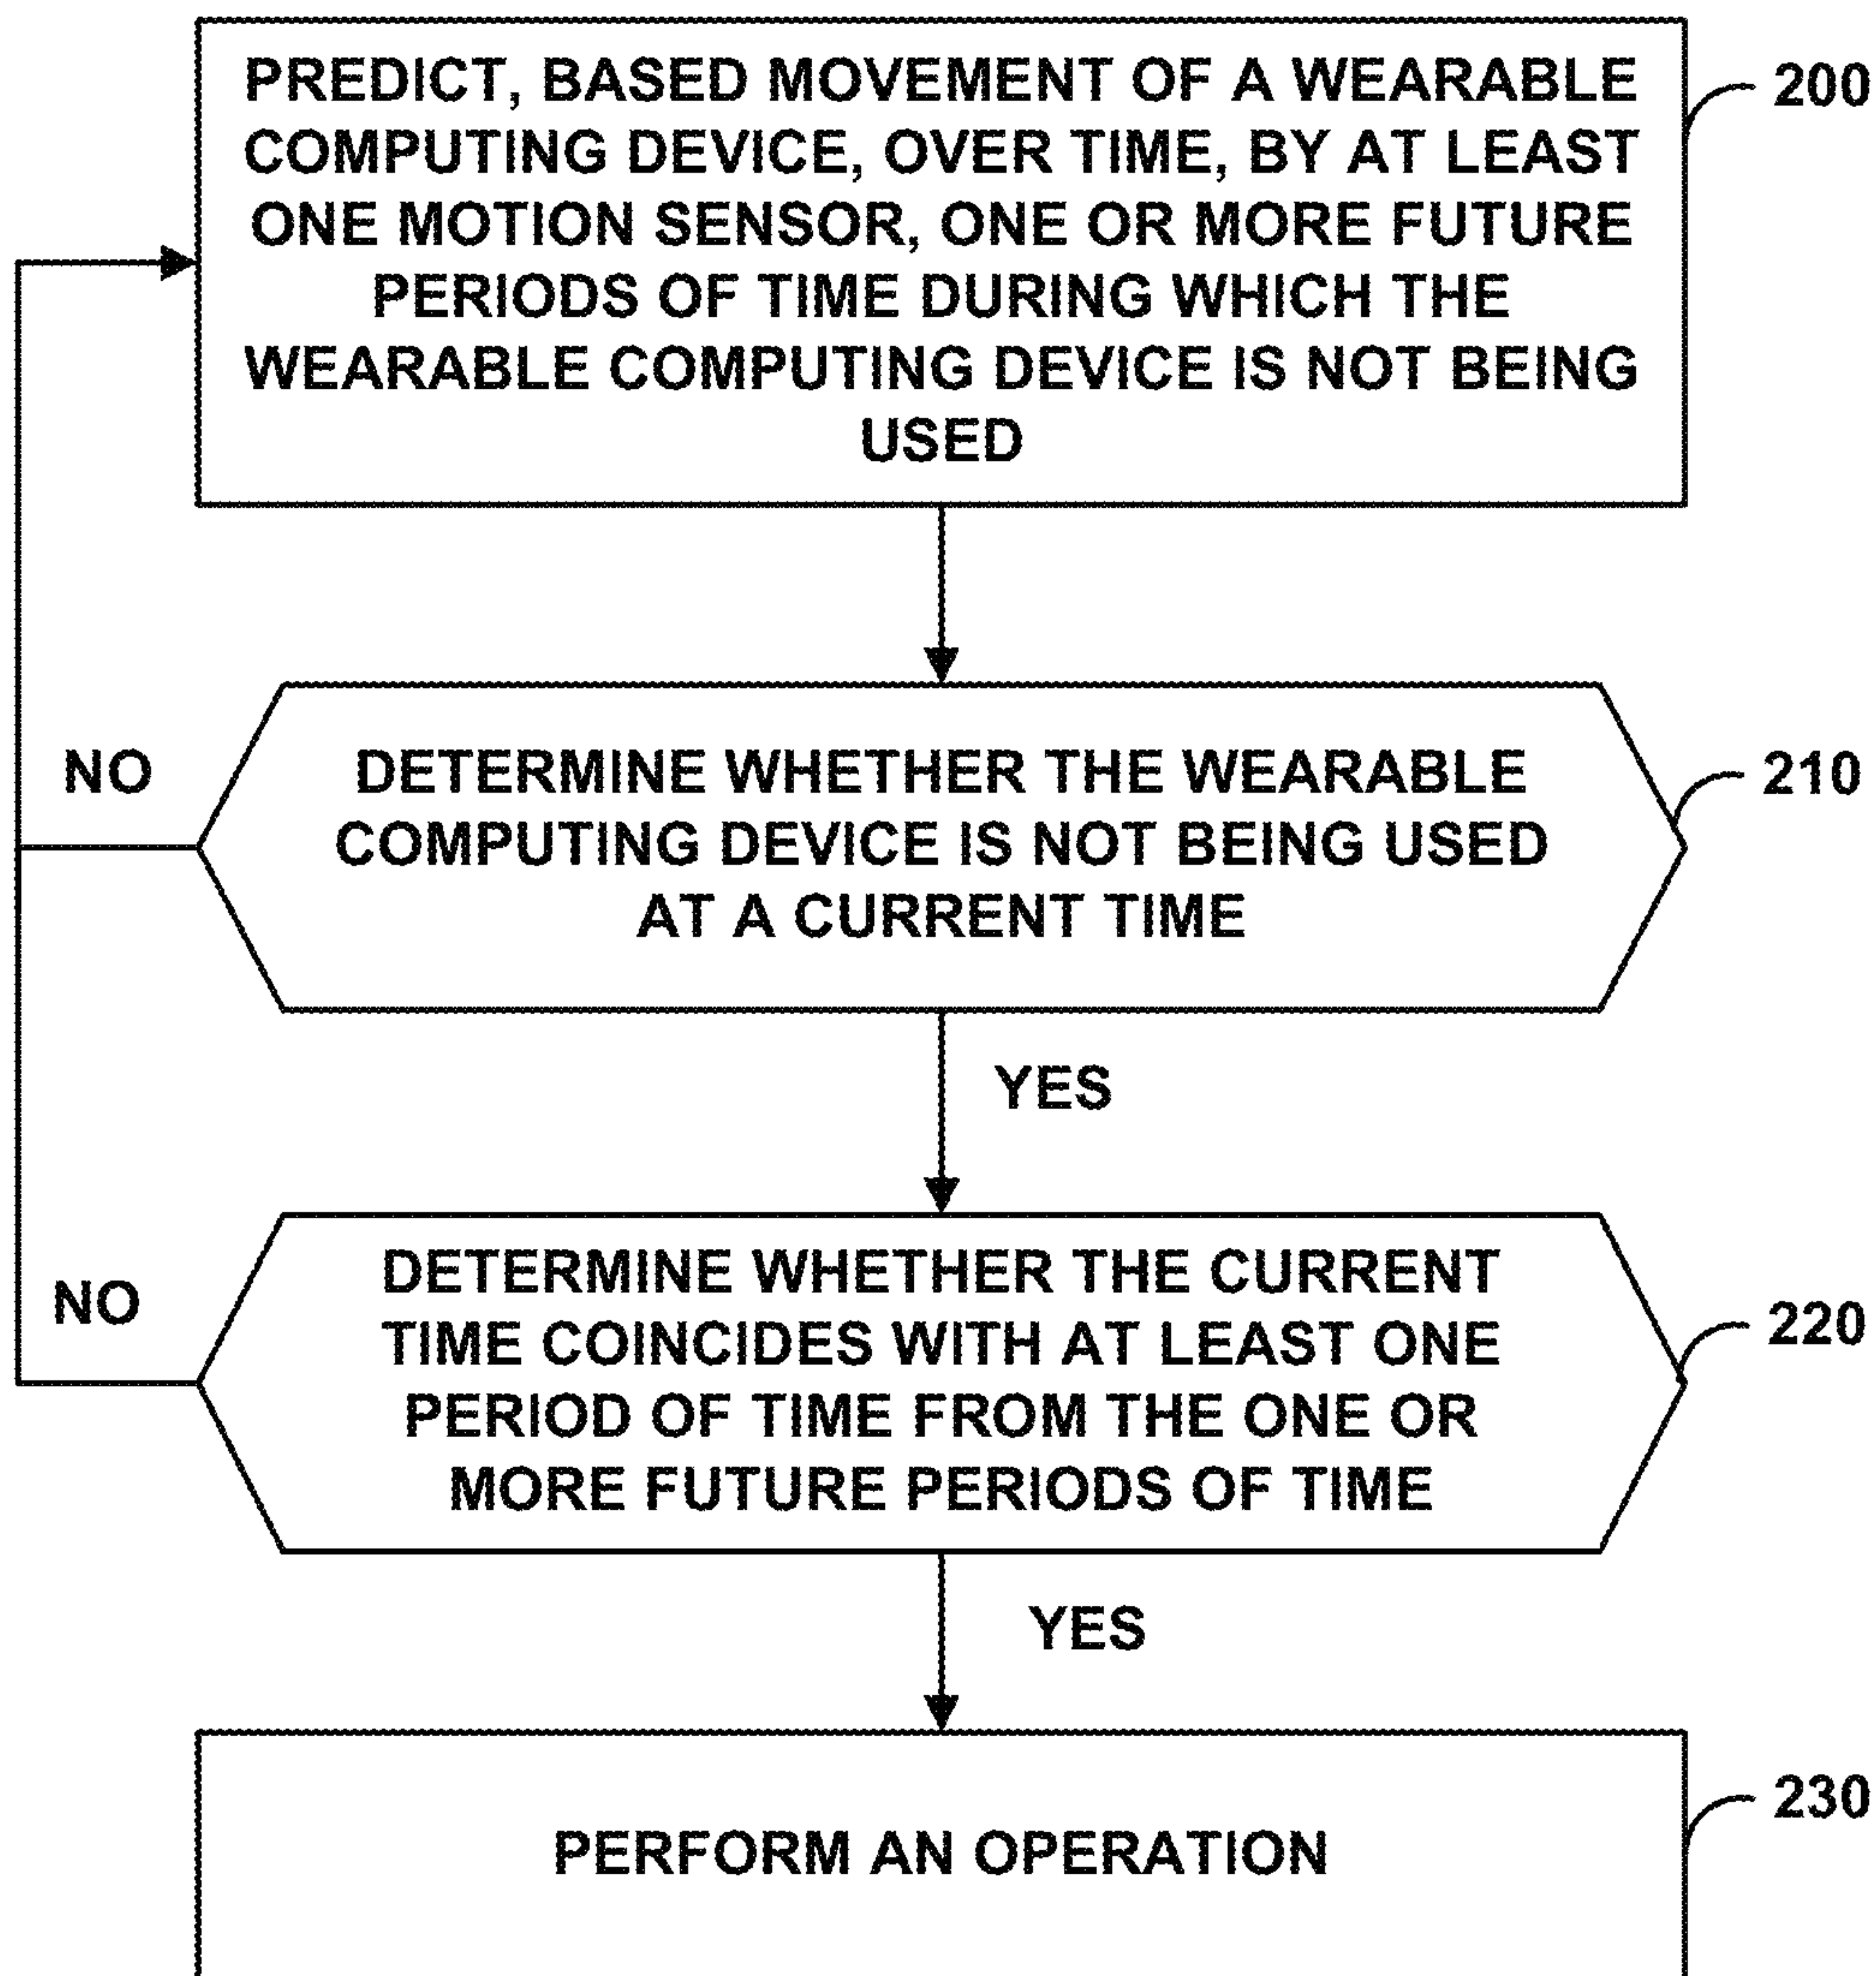 PREDICT, BASED MOVEMENT OF A WEARABLE
COMPUTING DEVICE, OVER TIME, BY AT LEAST
ONE MOTION SENSOR, ONE OR MORE FUTURE
PERIODS OF TIME DURING WHICH THE
WEARABLE COMPUTING DEVICE IS NOT BEING
USED
200
NO
DETERMINE WHETHER THE WEARABLE
COMPUTING DEVICE IS NOT BEING USED
AT A CURRENT TIME
210
YES
NO
DETERMINE WHETHER THE CURRENT
TIME COINCIDES WITH AT LEAST ONE
PERIOD OF TIME FROM THE ONE OR
MORE FUTURE PERIODS OF TIME
220
YES
PERFORM AN OPERATION
230